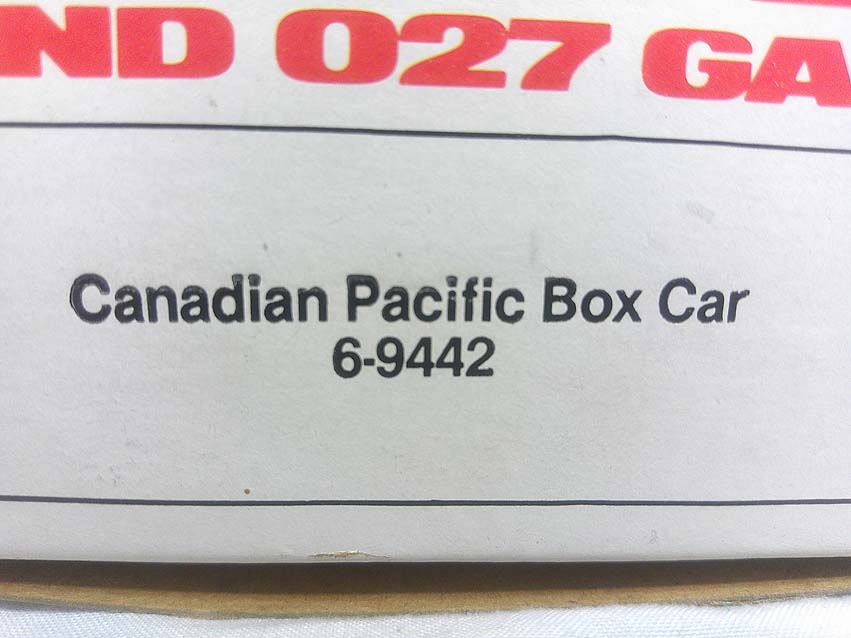 ND 027 GA
Canadian Pacific Box Car
6-9442